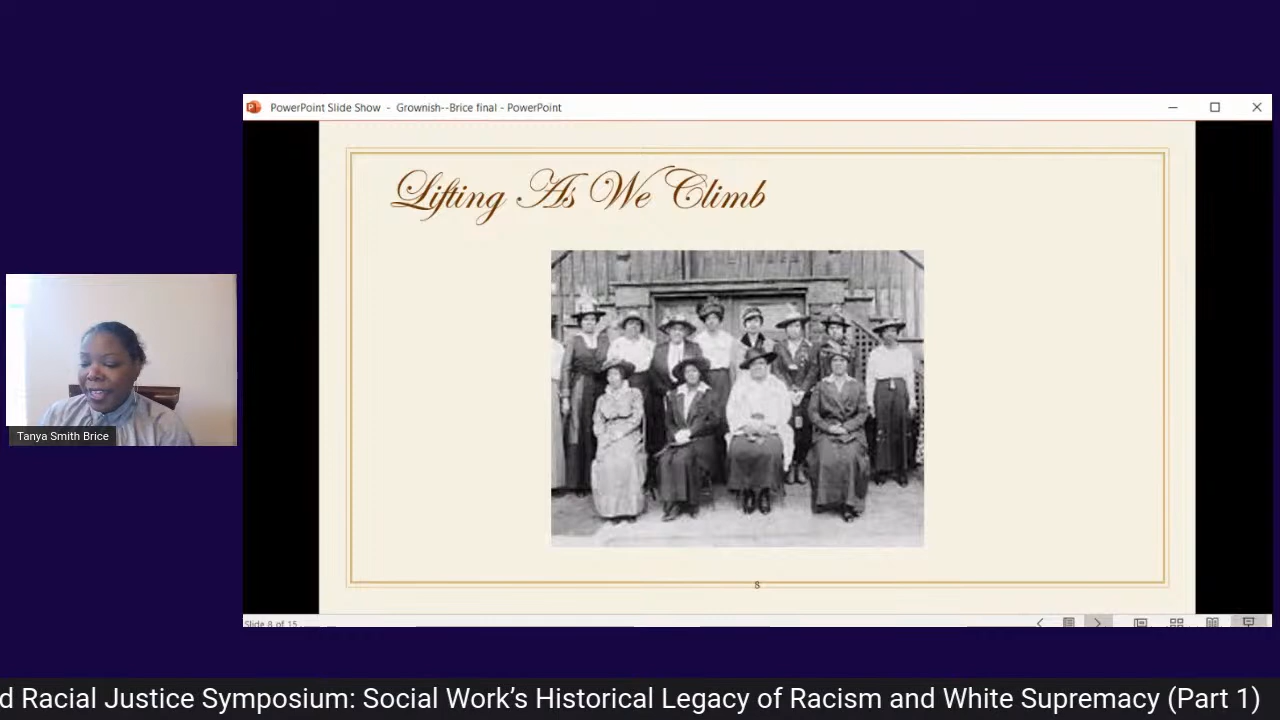 PowerPoint Slide Show - Grownish--Brice final - PowerPoint
Lifting As We Climb
Tanya Smith Brice
8
Slide 8 of 15
d Racial Justice Symposium: Social Work’s Historical Legacy of Racism and White Supremacy (Part 1)